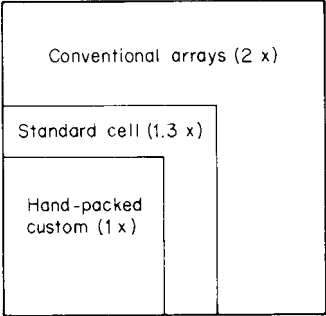 Conventional arrays (2 x)
Standard cell (1.3 x)
Hand-packed
custom (1 x)